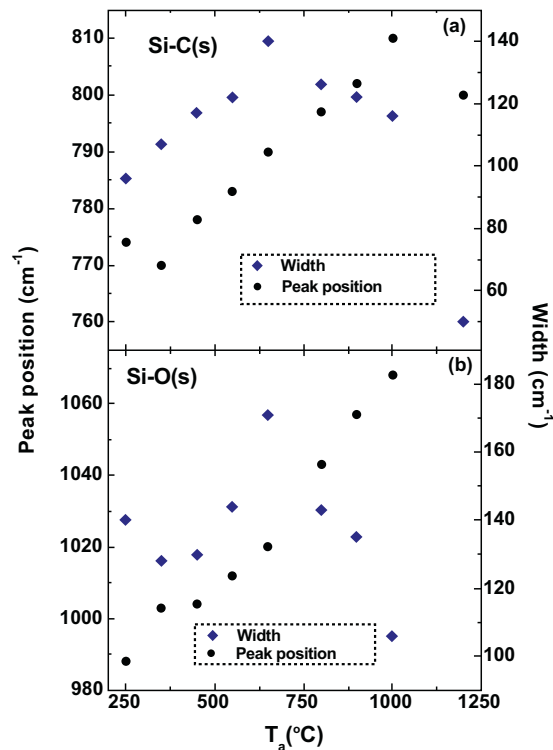 Si-C(s)
(a)
810
800
790
780
770
760
140
120
100
80
60
Width
Peak position
Peak position (cm-1)
Width (cm-1)
Si-O(s)
(b)
1060
1040
1020
1000
980
180
160
140
120
100
Width
Peak position
250
500
750
1000
1250
Ta(°C)